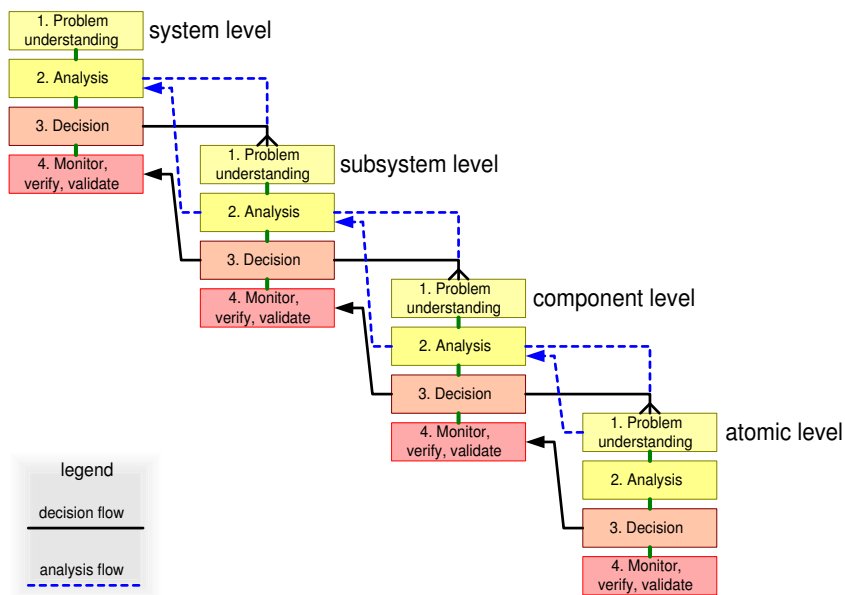 1. Problem
understanding
system level
2. Analysis
3. Decision
4. Monitor,
verify, validate
1. Problem
understanding
subsystem level
2. Analysis
3. Decision
4. Monitor,
verify, validate
1. Problem
understanding
component level
2. Analysis
3. Decision
4. Monitor,
verify, validate
1. Problem
understanding
atomic level
2. Analysis
3. Decision
4. Monitor,
verify, validate
legend
decision flow
analysis flow